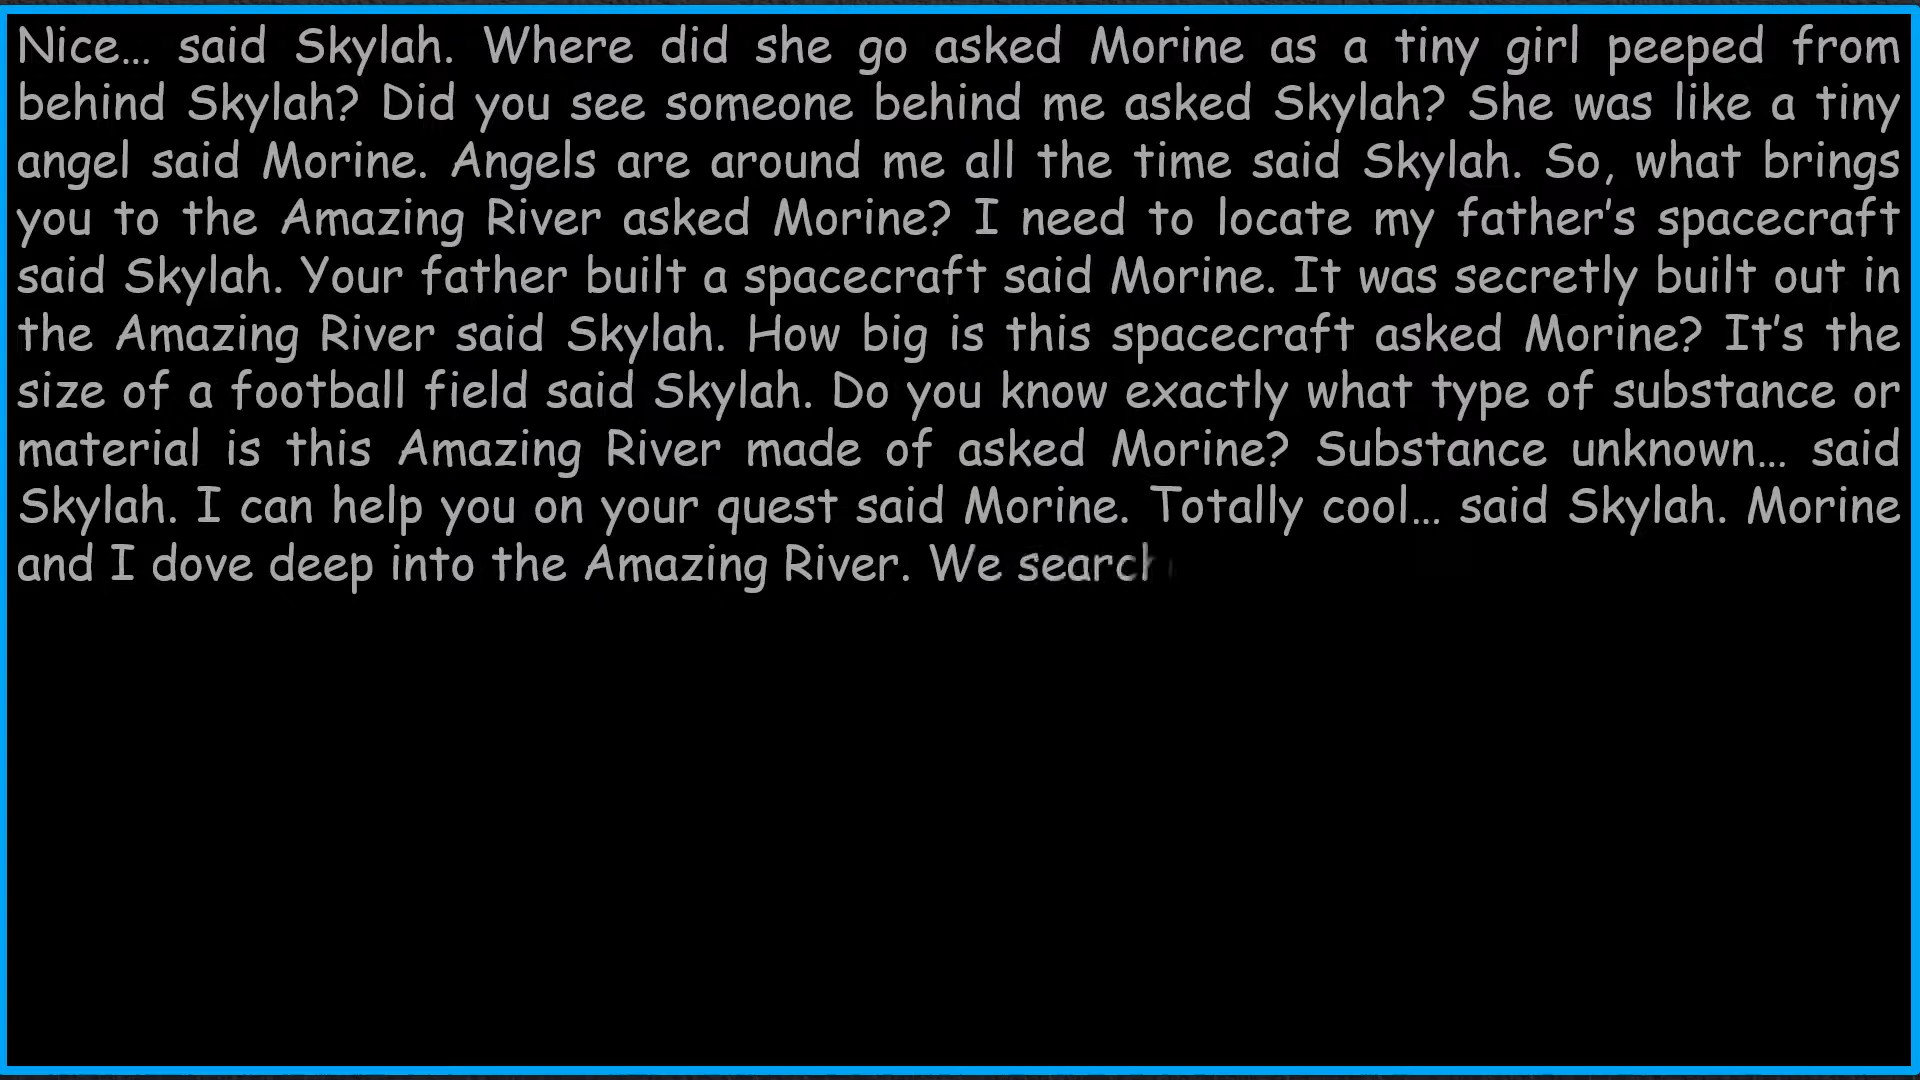 Nice... said Skylah. Where did she go asked Morine as a tiny girl peeped from
behind Skylah? Did you see someone behind me asked Skylah? She was like a tiny
angel said Morine. Angels are around me all the time said Skylah. So, what brings
you to the Amazing River asked Morine? I need to locate my father's spacecraft
said Skylah. Your father built a spacecraft said Morine. It was secretly built out in
the Amazing River said Skylah. How big is this spacecraft asked Morine? It's the
size of a football field said Skylah. Do you know exactly what type of substance or
material is this Amazing River made of asked Morine? Substance unknown... said
Skylah. I can help you on your quest said Morine. Totally cool... said Skylah. Morine
and I dove deep into the Amazing River. We search